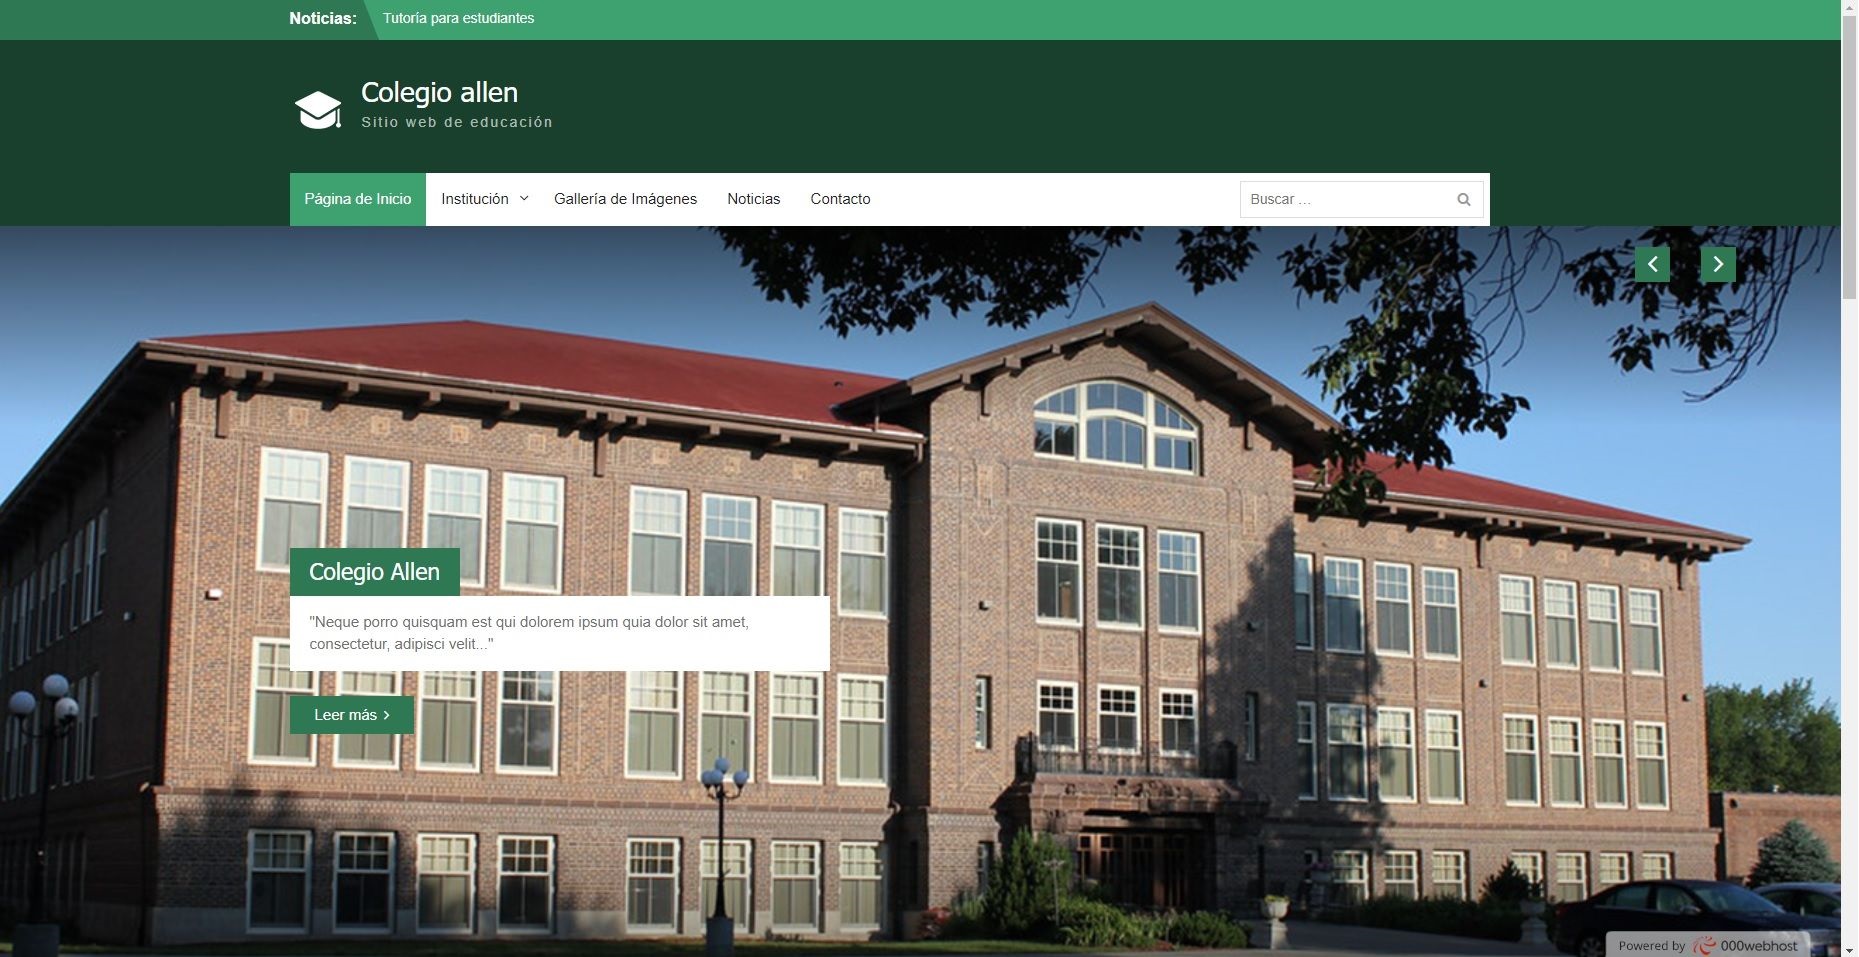 Noticias: Tutoría para estudiantes
Colegio allen
Sitio web de educación
Página de Inicio Institución Gallería de Imágenes Noticias Contacto Buscar …
Colegio Allen
"Neque porro quisquam est qui dolorem ipsum quia dolor sit amet,
consectetur, adipisci velit..."
Leer más
Powered by 000webhost